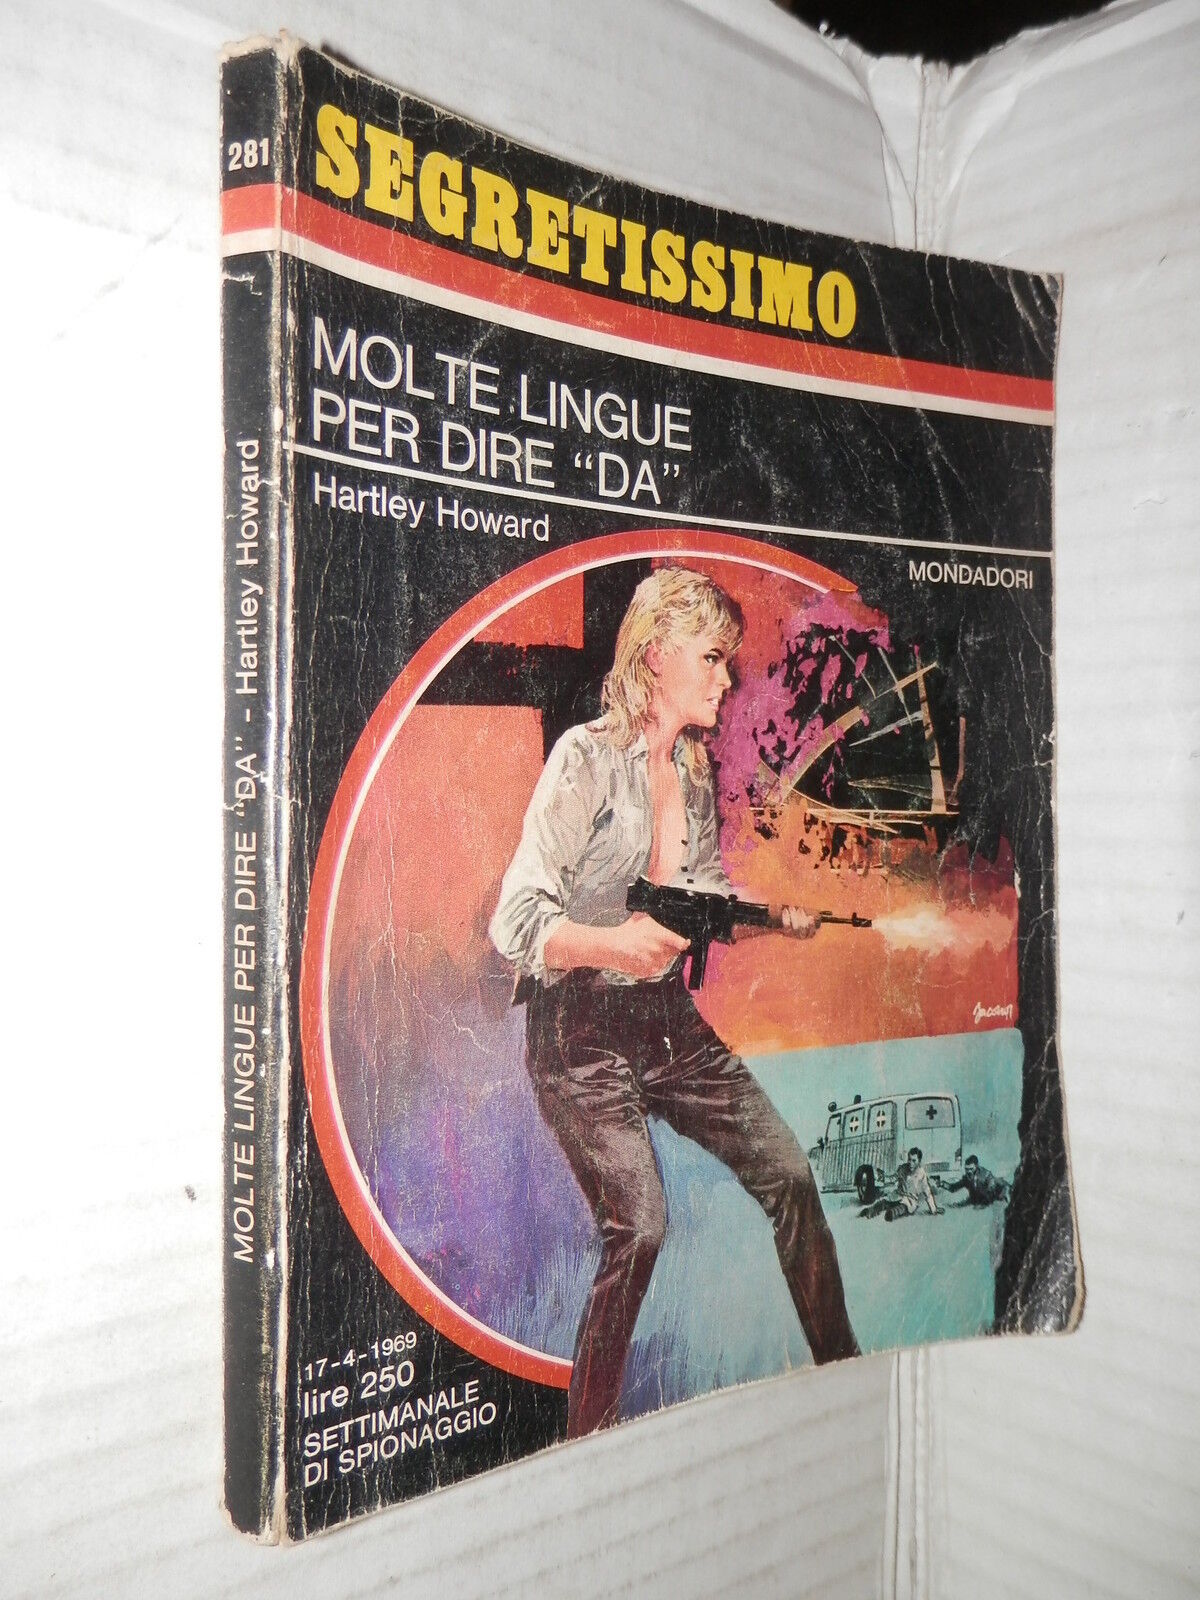 281
MOLTE LINGUE PER DIRE “DA” - Hartley Howard
SEGRETISSIMO
MOLTE LINGUE
PER DIRE “DA”
Hartley Howard
MONDADORI
17-4-1969
lire 250
SETTIMANALE
DI SPIONAGGIO